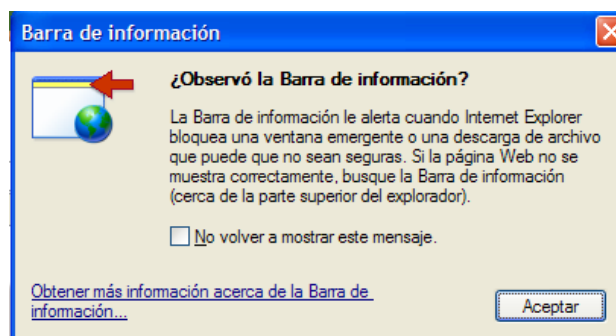 Barra de información
¿Observó la Barra de información?
La Barra de información le alerta cuando Internet Explorer
bloquea una ventana emergente o una descarga de archivo
que puede que no sean seguras. Si la página Web no se
muestra correctamente, busque la Barra de información
(cerca de la parte superior del explorador).
No volver a mostrar este mensaje.
Obtener más información acerca de la Barra de
información...
Aceptar